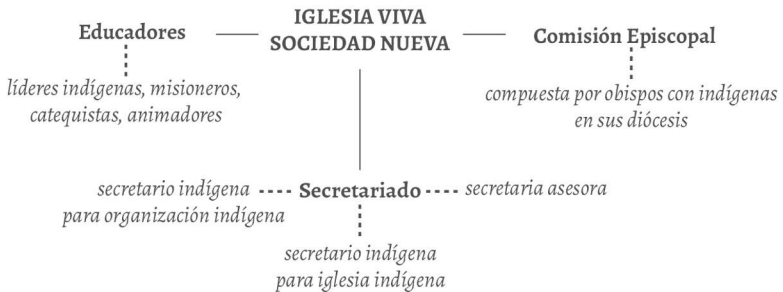 IGLESIA VIVA
SOCIEDAD NUEVA
Educadores
líderes indígenas, misioneros,
catequistas, animadores
Comisión Episcopal
compuesta por obispos con indígenas
en sus diócesis
secretario indígena
para organización indígena
Secretariado
secretaria asesora
secretario indígena
para iglesia indígena